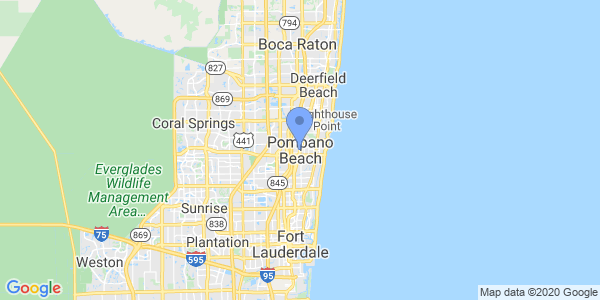 794
Boca Raton
827
Deerfield
Beach
869
Lighthouse
Point
Coral Springs
441
Pompano
Beach
Everglades
Wildlife
Management
Area...
845
Sunrise
838
75
869
Plantation
Fort
Lauderdale
595
Weston
95
Google
Map data ©2020 Google